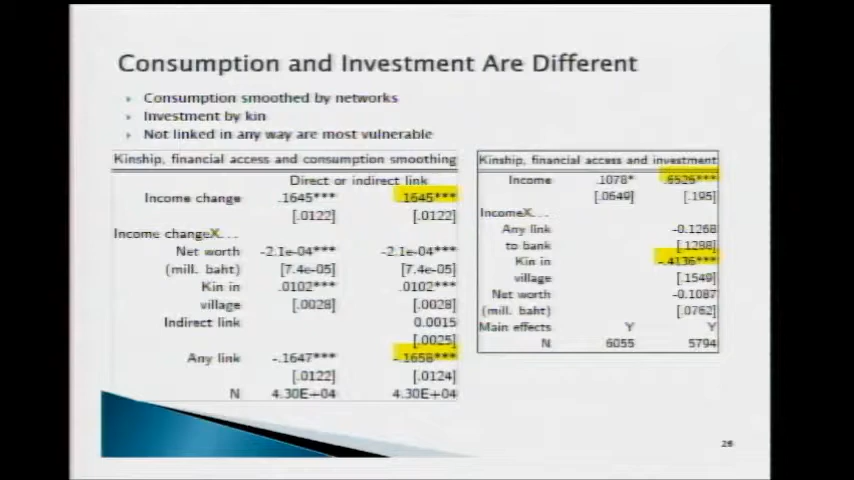 Consumption and Investment Are Different
Consumption smoothed by networks
Investment by kin
Not linked in any way are most vulnerable
Kinship, financial access and consumption smoothing
Direct or indirect link
Income change .1645*** .1645***
[.0122] [.0122]
Income changeX...
Net worth -2.1e-04*** -2.1e-04***
(mill. baht) [7.4e-05] [7.4e-05]
Kin in .0102*** .0102***
village [.0028] [.0028]
Indirect link 0.0015
[.0025]
Any link -.1647*** -.1658***
[.0122] [.0124]
N 4.30E+04 4.30E+04
Kinship, financial access and investment
Income .1078* .6526***
[.0649] [.195]
IncomeX...
Any link -0.1268
to bank [.1288]
Kin in -.4136***
village [.1549]
Net worth -0.1087
(mill. baht) [.0762]
Main effects Y Y
N 6055 5794